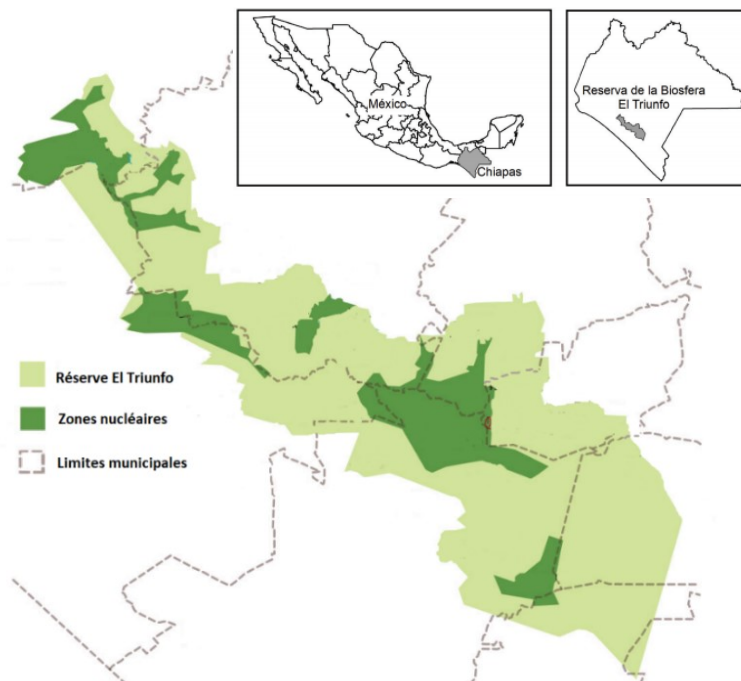 México
Chiapas
Reserva de la Biosfera
El Triunfo
Réserve El Triunfo
Zones nucléaires
Limites municipales